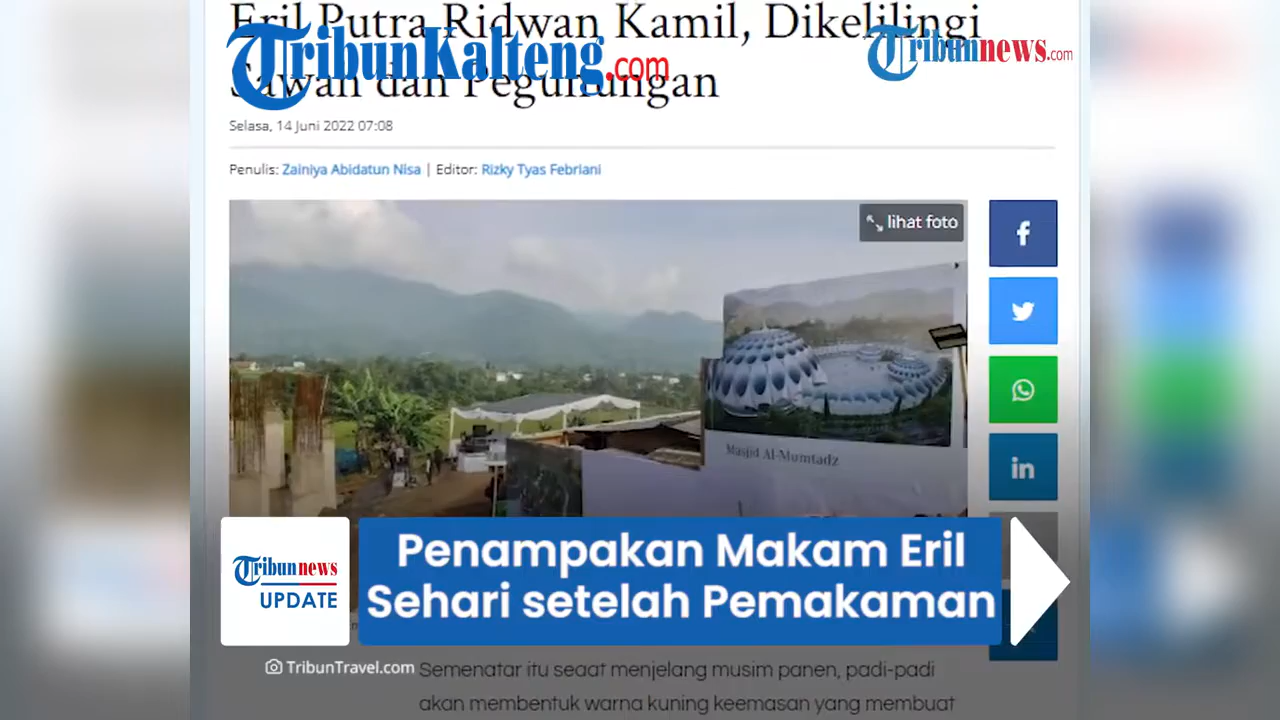 Eril Putra Ridwan Kamil, Dikelilingi
Sawah dan Pegunungan
TribunKalteng.com
Tribunnews.com
Selasa, 14 Juni 2022 07:08
Penulis: Zainiya Abidatun Nisa | Editor: Rizky Tyas Febriani
lihat foto
Masjid Al-Mumtadz
Tribunnews
UPDATE
Penampakan Makam Eril
Sehari setelah Pemakaman
TribunTravel.com
Semenatar itu seaat menjelang musim panen, padi-padi
akan membentuk warna kuning keemasan yang membuat